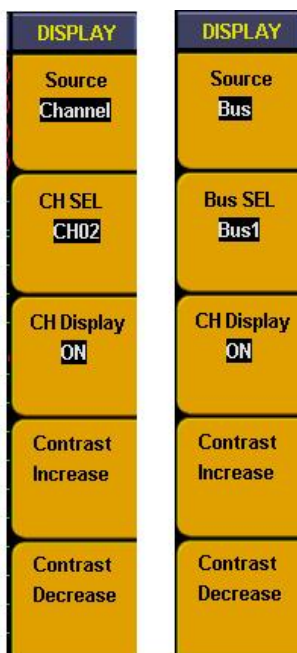 DISPLAY
Source
Channel
CH SEL
CH02
CH Display
ON
Contrast
Increase
Contrast
Decrease
DISPLAY
Source
Bus
Bus SEL
Bus1
CH Display
ON
Contrast
Increase
Contrast
Decrease